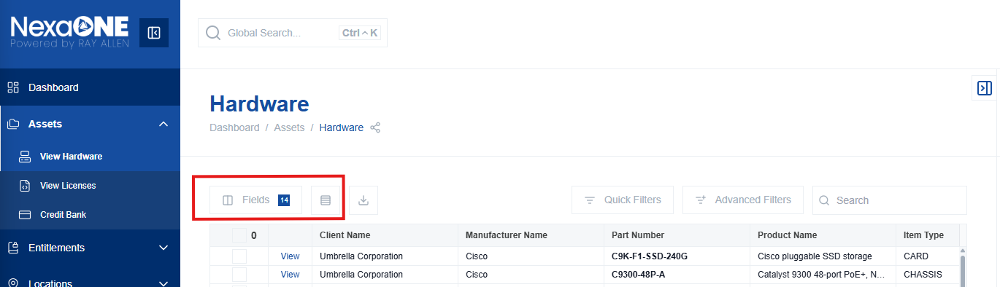 NexaONE
Powered by RAY ALLEN
Global Search... Ctrl ^ K
Dashboard
Assets
View Hardware
View Licenses
Credit Bank
Entitlements
Locations
Hardware
Dashboard / Assets / Hardware
Fields 14 Quick Filters Advanced Filters Search
0 Client Name Manufacturer Name Part Number Product Name Item Type
View Umbrella Corporation Cisco C9K-F1-SSD-240G Cisco pluggable SSD storage CARD
View Umbrella Corporation Cisco C9300-48P-A Catalyst 9300 48-port PoE+, N... CHASSIS